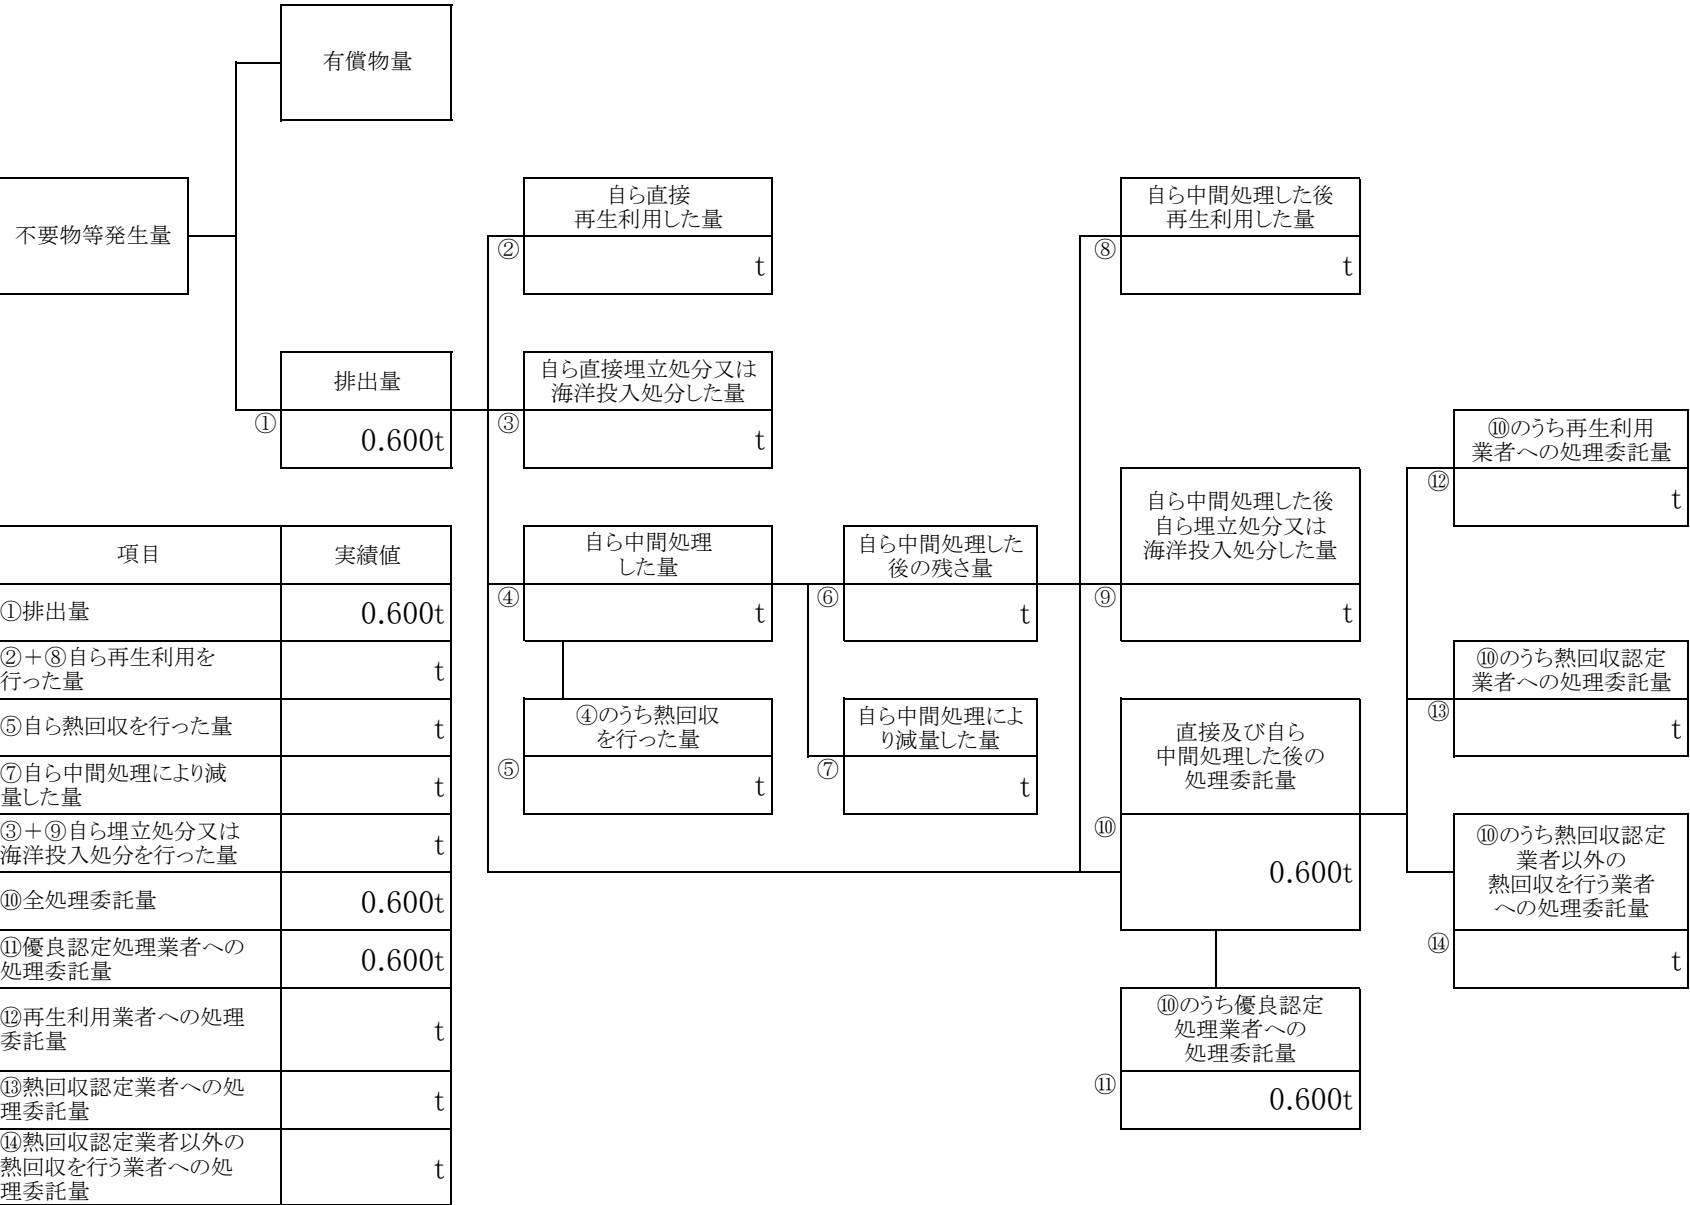 有償物量
不要物等発生量
自ら直接
再生利用した量
②
t
自ら中間処理した後
再生利用した量
⑧
t
排出量
①
0.600t
自ら直接埋立処分又は
海洋投入処分した量
③
t
⑩のうち再生利用
業者への処理委託量
⑫
t
自ら中間処理
した量
④
t
自ら中間処理した
後の残さ量
⑥
t
自ら中間処理した後
自ら埋立処分又は
海洋投入処分した量
⑨
t
④のうち熱回収
を行った量
⑤
t
自ら中間処理によ
り減量した量
⑦
t
直接及び自ら
中間処理した後の
処理委託量
⑩
0.600t
⑩のうち熱回収認定
業者への処理委託量
⑬
t
⑩のうち熱回収認定
業者以外の
熱回収を行う業者
への処理委託量
⑭
t
⑩のうち優良認定
処理業者への
処理委託量
⑪
0.600t
項目 実績値
①排出量 0.600t
②＋⑧自ら再生利用を
行った量
t
⑤自ら熱回収を行った量 t
⑦自ら中間処理により減
量した量
t
③＋⑨自ら埋立処分又は
海洋投入処分を行った量
t
⑩全処理委託量 0.600t
⑪優良認定処理業者への
処理委託量
0.600t
⑫再生利用業者への処理
委託量
t
⑬熱回収認定業者への処
理委託量
t
⑭熱回収認定業者以外の
熱回収を行う業者への処
理委託量
t